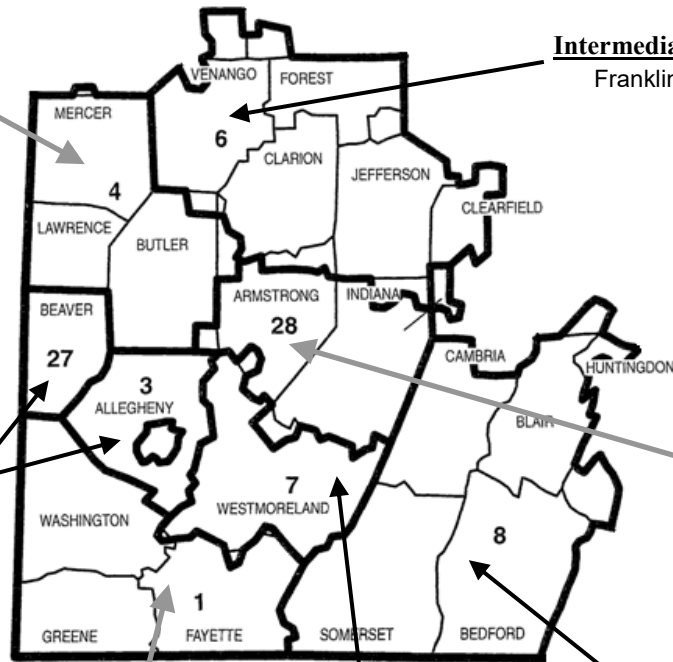 Intermedia
Franklin
VENANGO
FOREST
MERCER
6
CLARION
4
JEFFERSON
CLEARFIELD
LAWRENCE
BUTLER
ARMSTRONG
INDIANA
BEAVER
28
27
CAMBRIA
HUNTINGDON
3
ALLEGHENY
BLAIR
7
WESTMORELAND
WASHINGTON
8
1
GREENE
FAYETTE
SOMERSET
BEDFORD